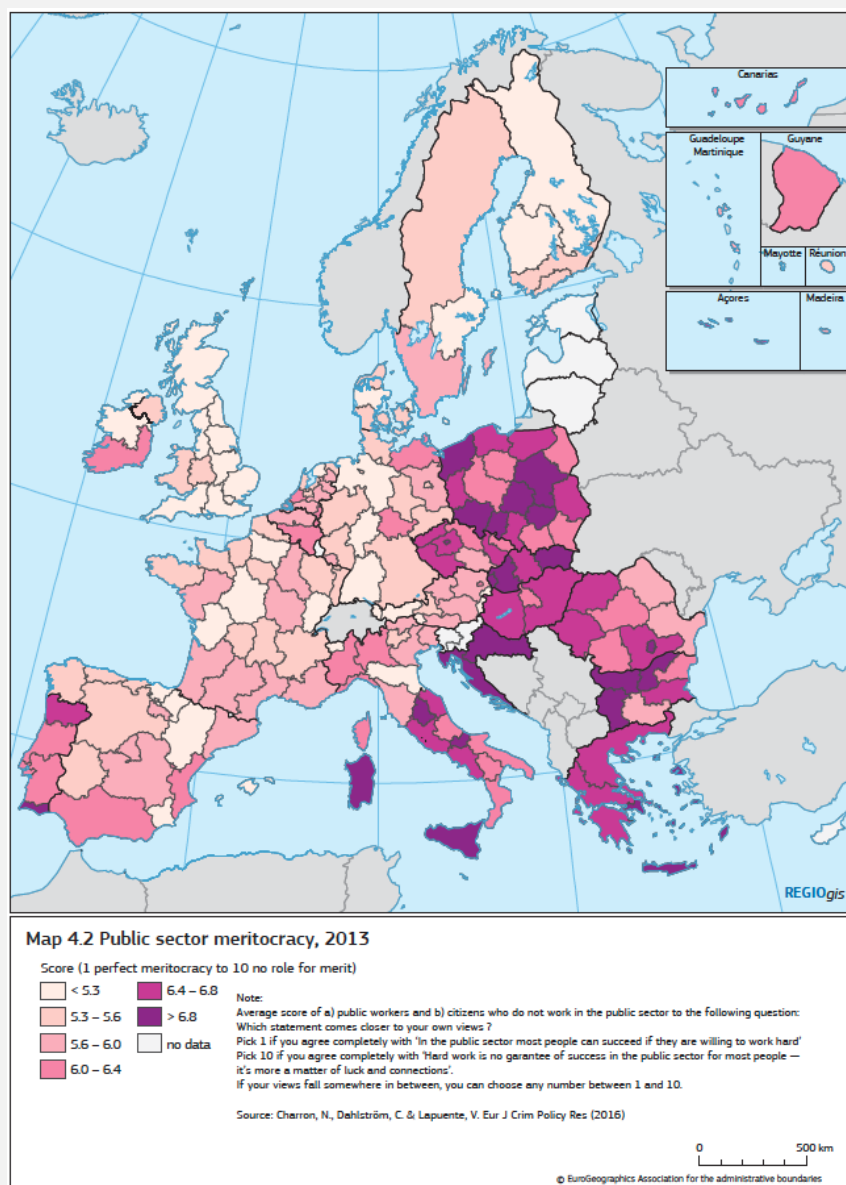 Canarias
Guadeloupe
Martinique
Guyane
Mayotte
Réunion
Açores
Madeira
REGIOgis
Map 4.2 Public sector meritocracy, 2013
Score (1 perfect meritocracy to 10 no role for merit)
< 5.3
5.3 – 5.6
5.6 – 6.0
6.0 – 6.4
6.4 – 6.8
> 6.8
no data
Note:
Average score of a) public workers and b) citizens who do not work in the public sector to the following question:
Which statement comes closer to your own views ?
Pick 1 if you agree completely with 'In the public sector most people can succeed if they are willing to work hard'
Pick 10 if you agree completely with 'Hard work is no garantee of success in the public sector for most people —
it's more a matter of luck and connections'.
If your views fall somewhere in between, you can choose any number between 1 and 10.
Source: Charron, N., Dahlström, C. & Lapuente, V. Eur J Crim Policy Res (2016)
0 500 km
© EuroGeographics Association for the administrative boundaries